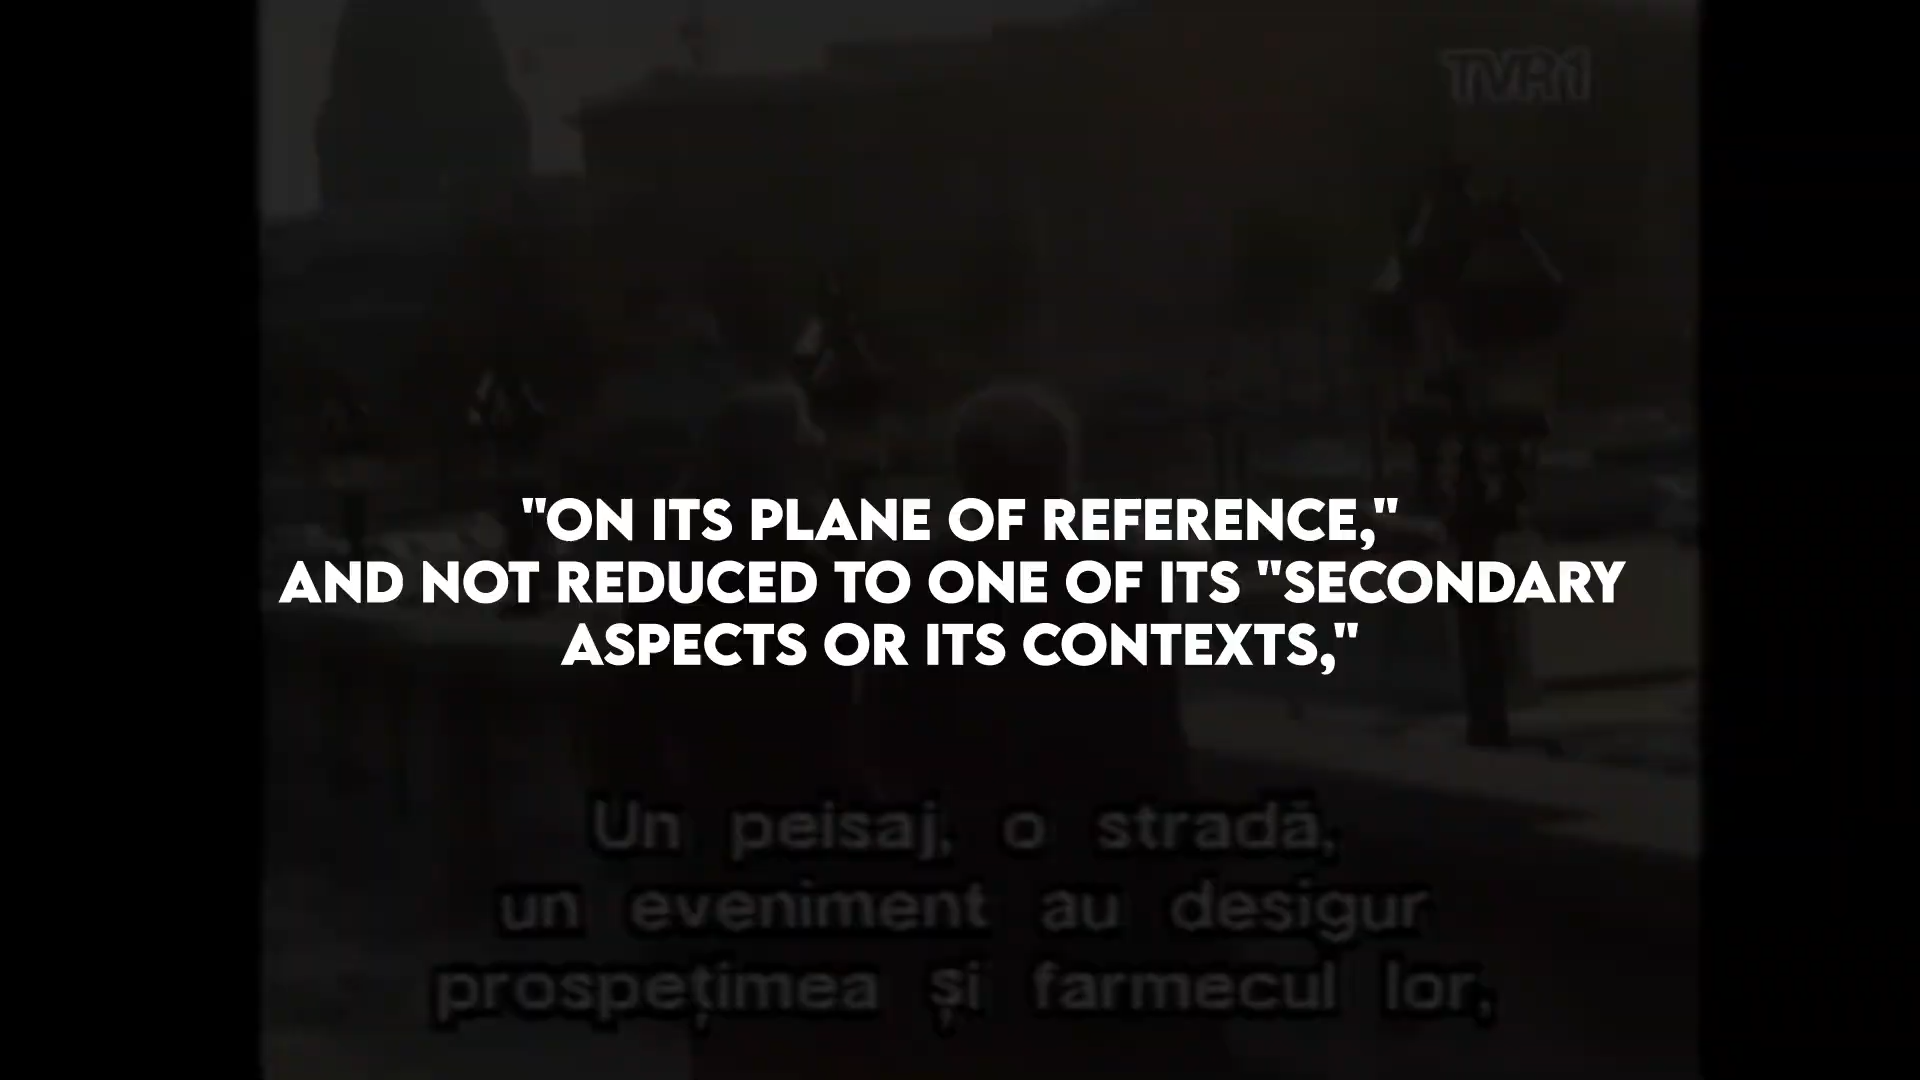 TVR1
"ON ITS PLANE OF REFERENCE,"
AND NOT REDUCED TO ONE OF ITS "SECONDARY
ASPECTS OR ITS CONTEXTS,"
Un peisaj, o stradă,
un eveniment au desigur
prospețimea și farmecul lor,